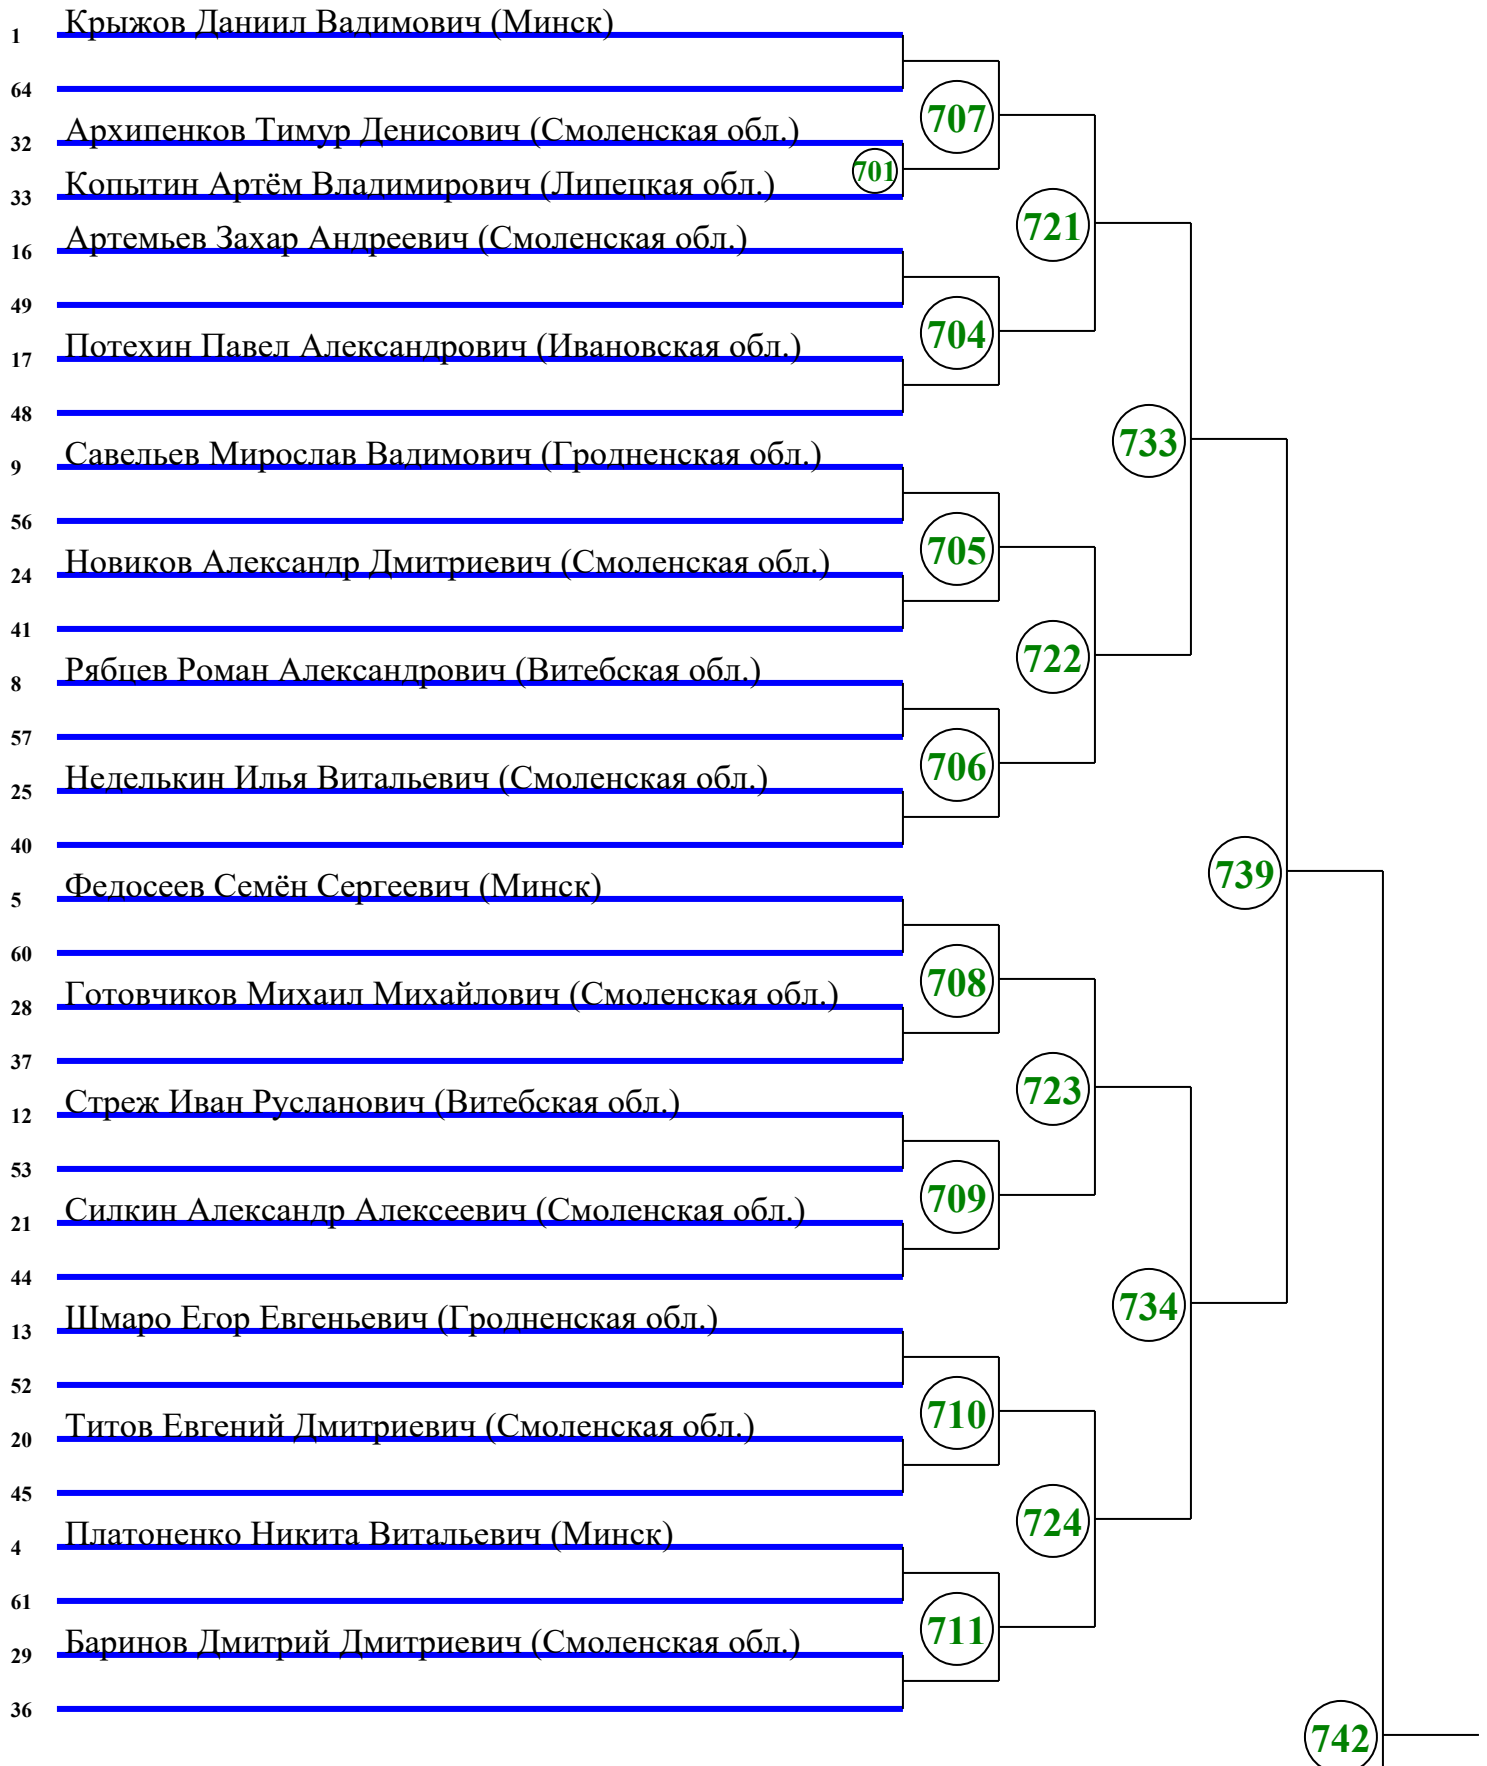 1 Крыжов Даниил Вадимович (Минск)
64
32 Архипенков Тимур Денисович (Смоленская обл.)
33 Копытин Артём Владимирович (Липецкая обл.)
16 Артемьев Захар Андреевич (Смоленская обл.)
49
17 Потехин Павел Александрович (Ивановская обл.)
48
9 Савельев Мирослав Вадимович (Гродненская обл.)
56
24 Новиков Александр Дмитриевич (Смоленская обл.)
41
8 Рябцев Роман Александрович (Витебская обл.)
57
25 Неделькин Илья Витальевич (Смоленская обл.)
40
5 Федосеев Семён Сергеевич (Минск)
60
28 Готовчиков Михаил Михайлович (Смоленская обл.)
37
12 Стреж Иван Русланович (Витебская обл.)
53
21 Силкин Александр Алексеевич (Смоленская обл.)
44
13 Шмаро Егор Евгеньевич (Гродненская обл.)
52
20 Титов Евгений Дмитриевич (Смоленская обл.)
45
4 Платоненко Никита Витальевич (Минск)
61
29 Баринов Дмитрий Дмитриевич (Смоленская обл.)
36
701
707
704
705
706
708
709
710
711
721
722
723
724
733
734
739
742